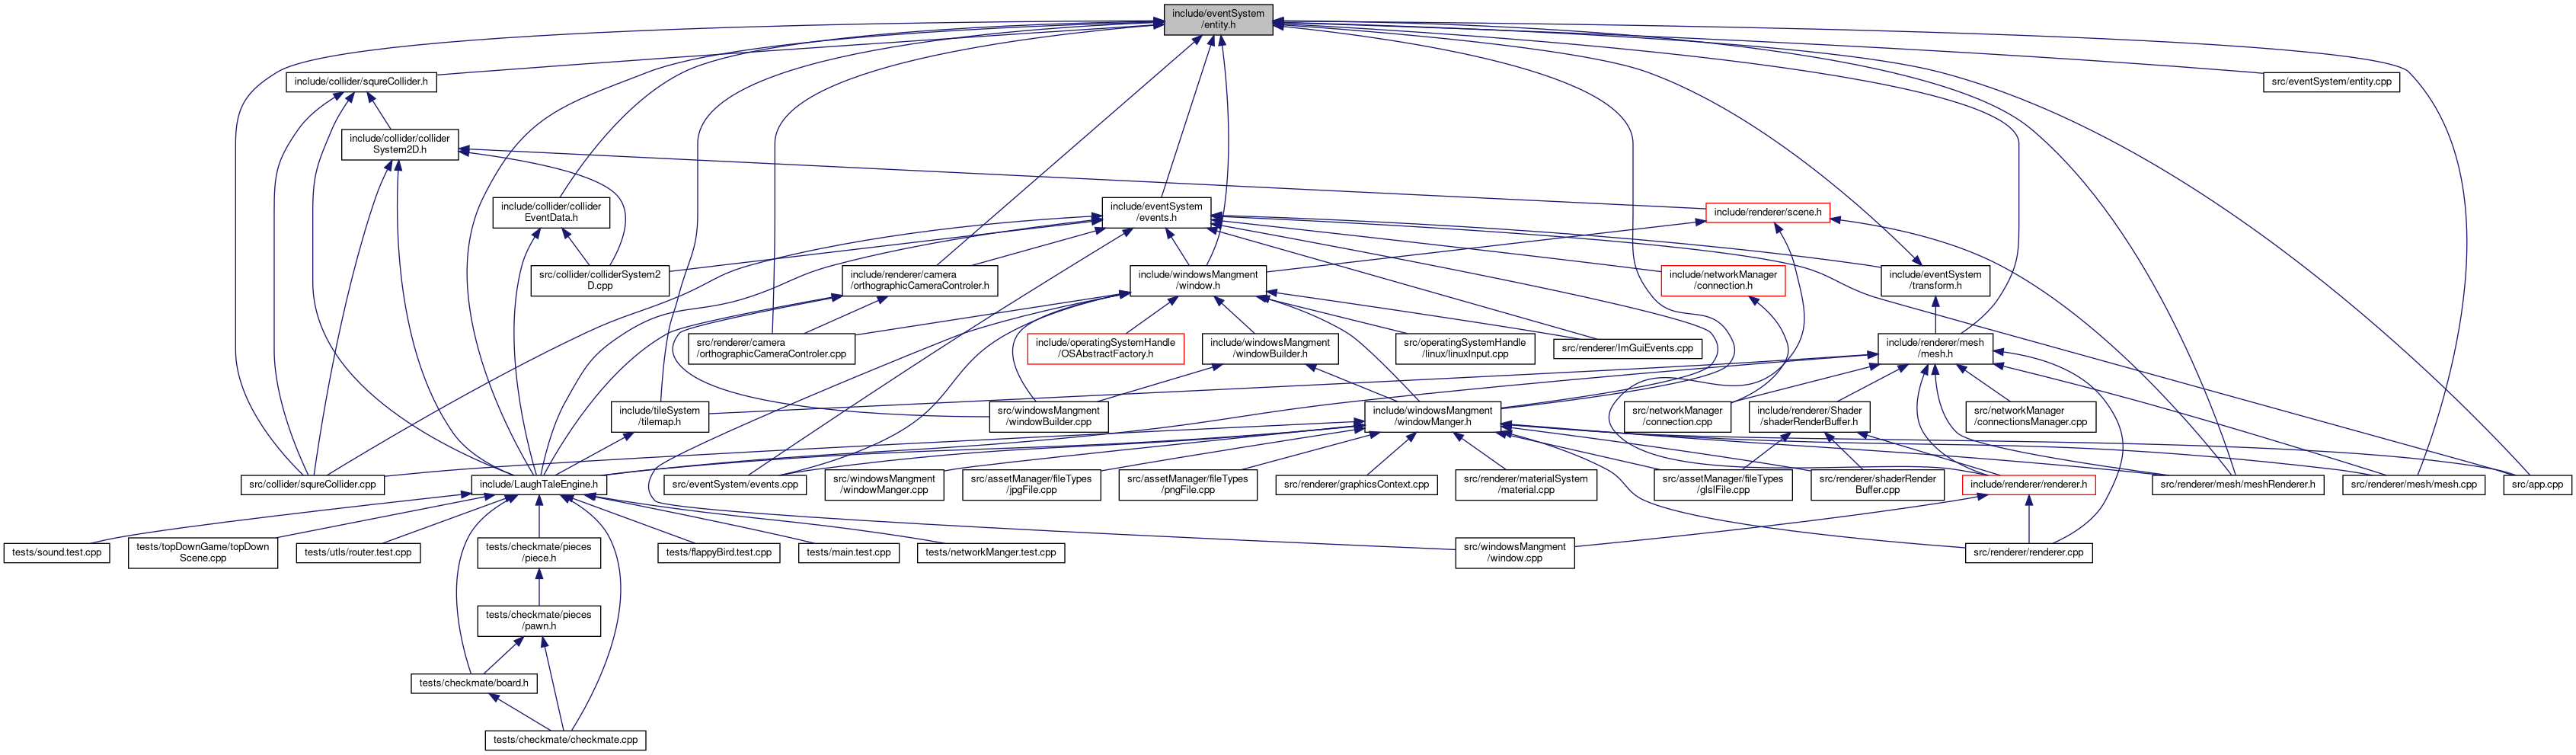 include/eventSystem
/entity.h
include/collider/squreCollider.h
src/eventSystem/entity.cpp
include/collider/collider
System2D.h
include/collider/collider
EventData.h
include/eventSystem
/events.h
include/renderer/scene.h
src/collider/colliderSystem2
D.cpp
include/renderer/camera
/orthographicCameraControler.h
include/windowsMangment
/window.h
include/networkManager
/connection.h
include/eventSystem
/transform.h
src/renderer/camera
/orthographicCameraControler.cpp
include/operatingSystemHandle
/OSAbstractFactory.h
include/windowsMangment
/windowBuilder.h
src/operatingSystemHandle
/linux/linuxInput.cpp
src/renderer/ImGuiEvents.cpp
include/renderer/mesh
/mesh.h
include/tileSystem
/tilemap.h
src/windowsMangment
/windowBuilder.cpp
include/windowsMangment
/windowManger.h
src/networkManager
/connection.cpp
include/renderer/Shader
/shaderRenderBuffer.h
src/networkManager
/connectionsManager.cpp
src/collider/squreCollider.cpp
include/LaughTaleEngine.h
src/eventSystem/events.cpp
src/windowsMangment
/windowManger.cpp
src/assetManager/fileTypes
/jpgFile.cpp
src/assetManager/fileTypes
/pngFile.cpp
src/renderer/graphicsContext.cpp
src/renderer/materialSystem
/material.cpp
src/assetManager/fileTypes
/glslFile.cpp
src/renderer/shaderRender
Buffer.cpp
include/renderer/renderer.h
src/renderer/mesh/meshRenderer.h
src/renderer/mesh/mesh.cpp
src/app.cpp
tests/sound.test.cpp
tests/topDownGame/topDown
Scene.cpp
tests/utls/router.test.cpp
tests/checkmate/pieces
/piece.h
tests/flappyBird.test.cpp
tests/main.test.cpp
tests/networkManger.test.cpp
src/windowsMangment
/window.cpp
src/renderer/renderer.cpp
tests/checkmate/pieces
/pawn.h
tests/checkmate/board.h
tests/checkmate/checkmate.cpp